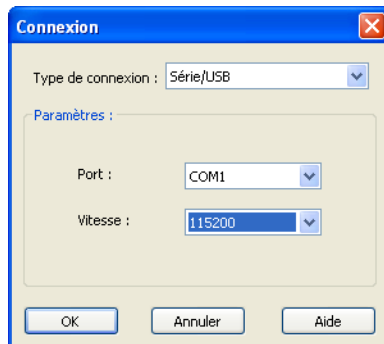 Connexion
Type de connexion : Série/USB
Paramètres :
Port : COM1
Vitesse : 115200
OK Annuler Aide